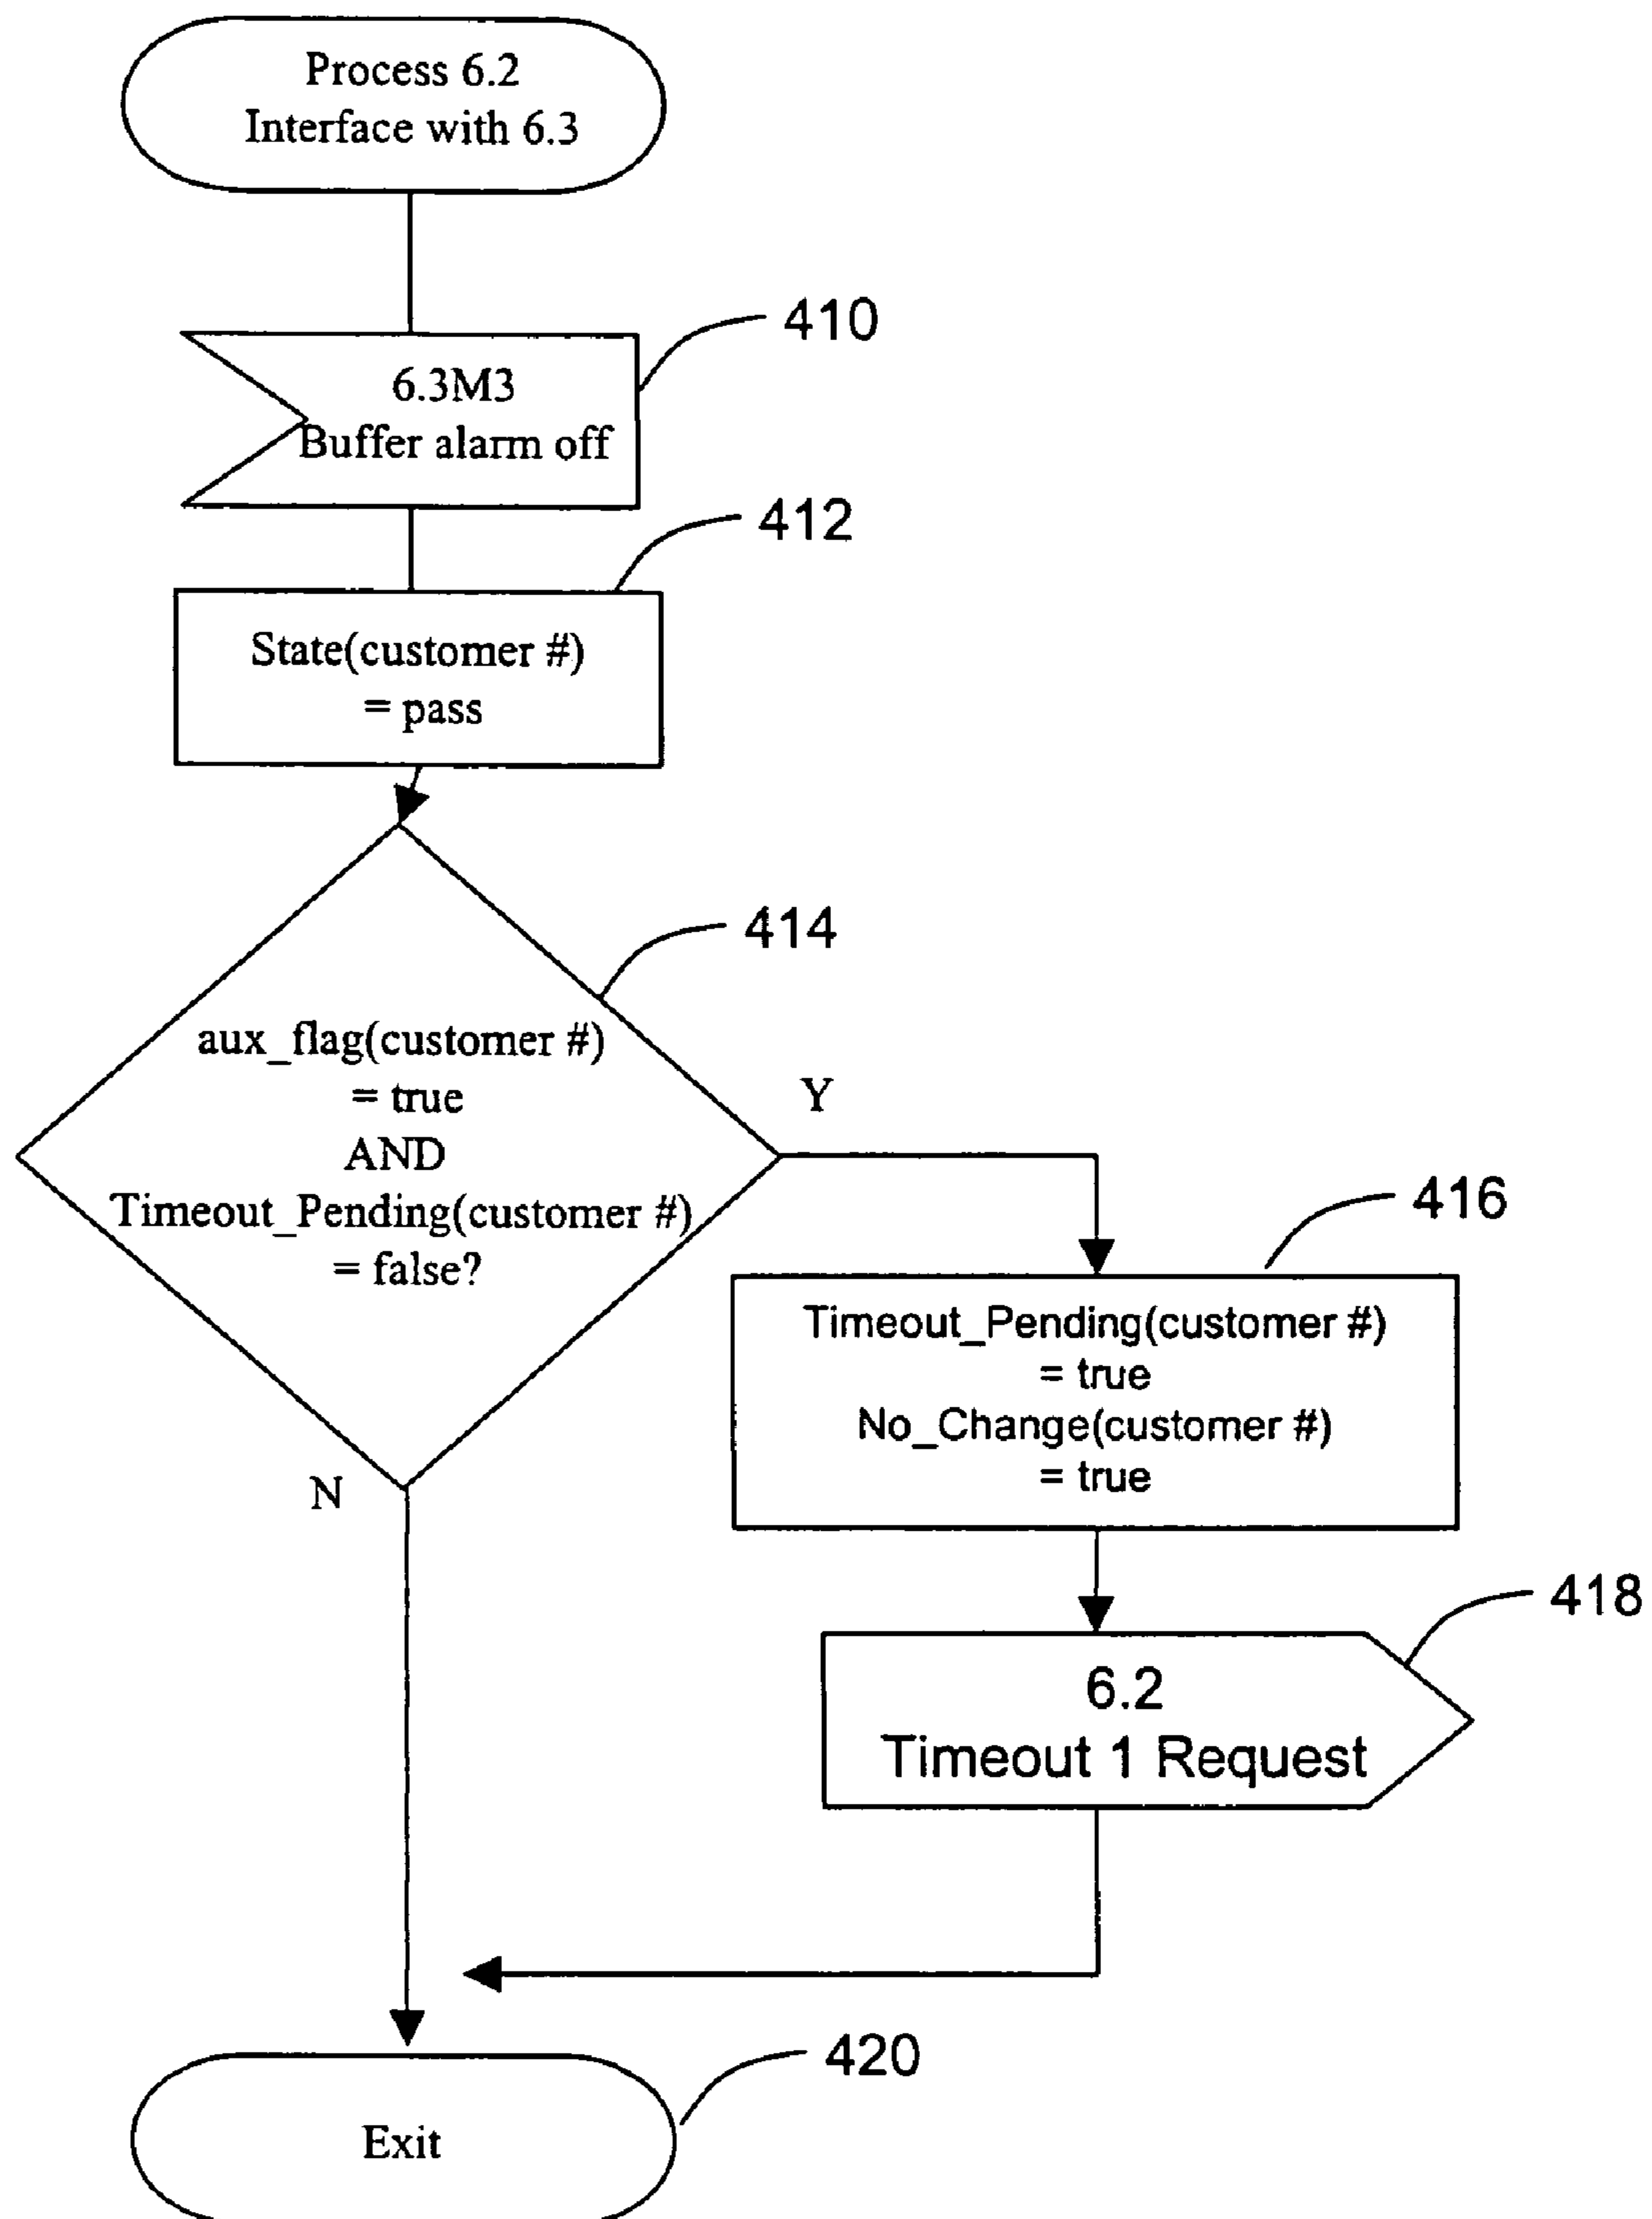 Process 6.2
Interface with 6.3
410
6.3M3
Buffer alarm off
412
State(customer #)
= pass
414
aux_flag(customer #)
= true
AND
Timeout_Pending(customer #)
= false?
Y
416
Timeout_Pending(customer #)
= true
No_Change(customer #)
= true
N
418
6.2
Timeout 1 Request
420
Exit